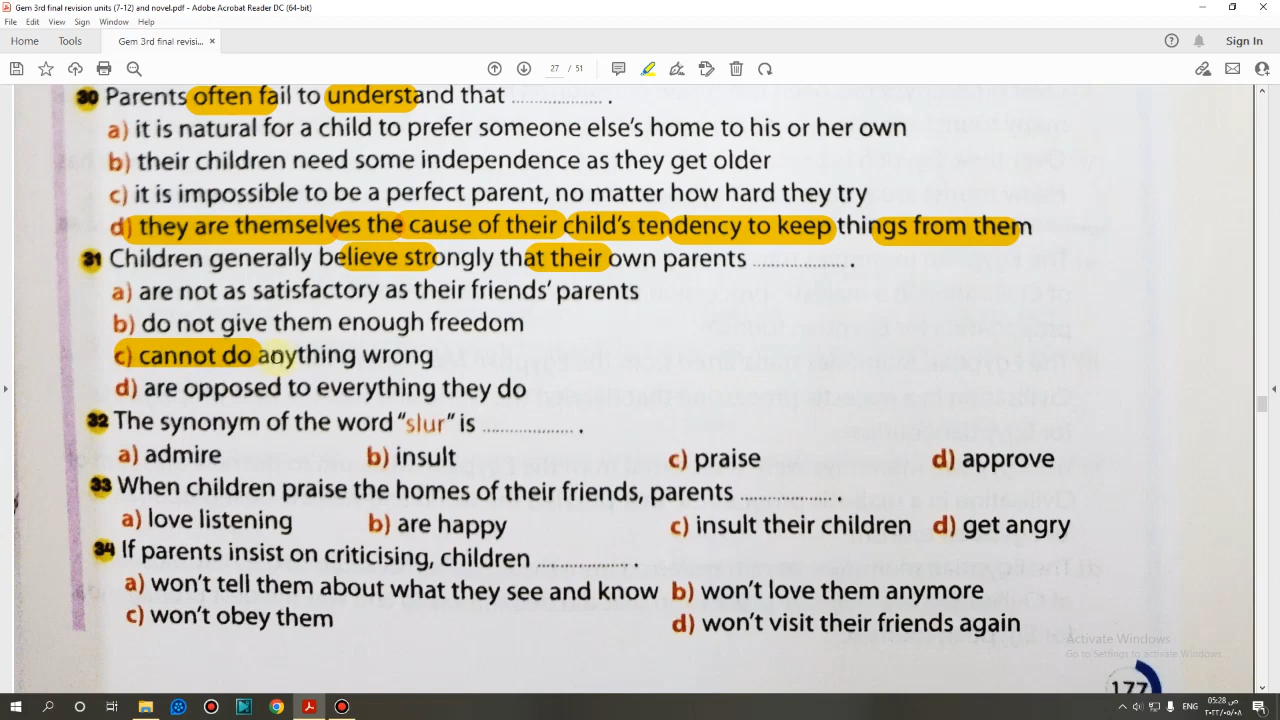 Gem 3rd final revision units (7-12) and novel.pdf - Adobe Acrobat Reader DC (64-bit)
File Edit View Sign Window Help
Home Tools Gem 3rd final revisi... × Sign In
27 / 51
30 Parents often fail to understand that .................... .
a) it is natural for a child to prefer someone else's home to his or her own
b) their children need some independence as they get older
c) it is impossible to be a perfect parent, no matter how hard they try
d) they are themselves the cause of their child's tendency to keep things from them
31 Children generally believe strongly that their own parents .................... .
a) are not as satisfactory as their friends' parents
b) do not give them enough freedom
c) cannot do anything wrong
d) are opposed to everything they do
32 The synonym of the word "slur" is .................... .
a) admire b) insult c) praise d) approve
33 When children praise the homes of their friends, parents .................... .
a) love listening b) are happy c) insult their children d) get angry
34 If parents insist on criticising, children .................... .
a) won't tell them about what they see and know b) won't love them anymore
c) won't obey them d) won't visit their friends again
Activate Windows
Go to Settings to activate Windows.
177
ENG 05:28 ص
٢٠٢٢/٠٥/٠٨